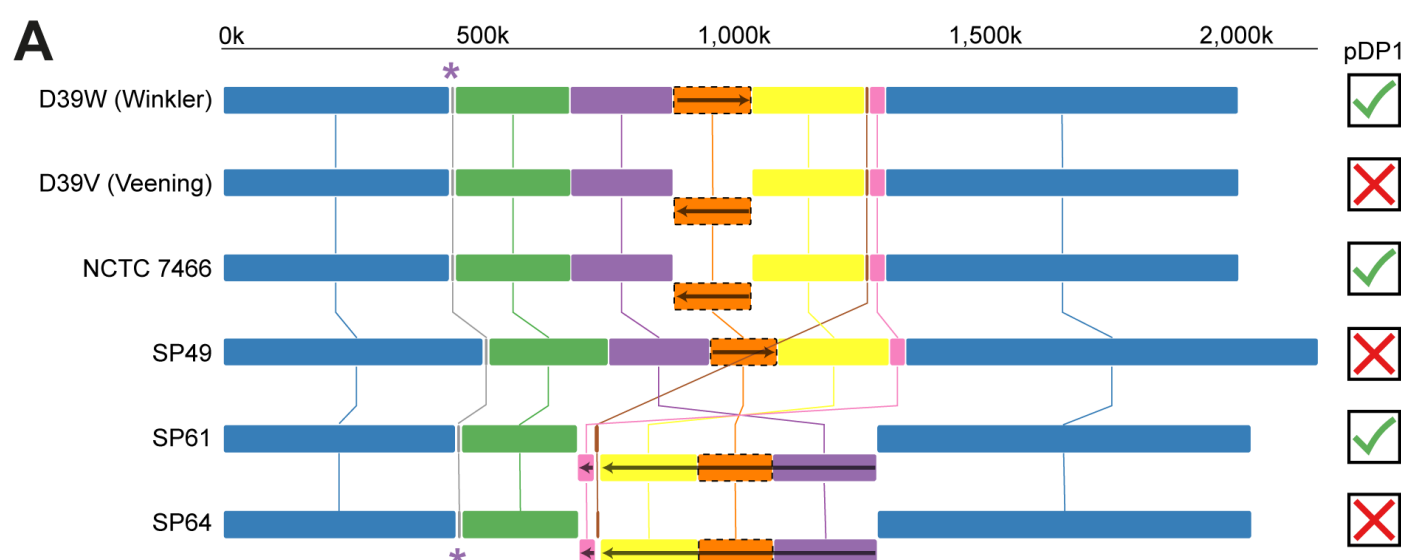 A
0k 500k 1,000k 1,500k 2,000k
pDP1
*
D39W (Winkler)
D39V (Veening)
NCTC 7466
SP49
SP61
SP64
*